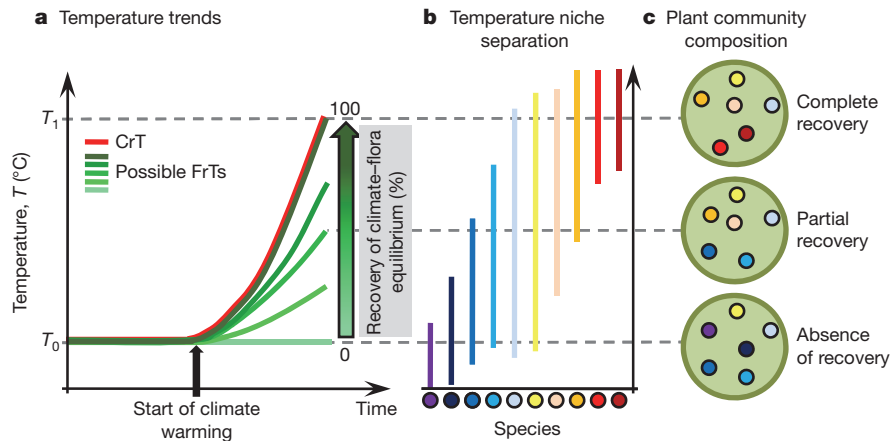 a Temperature trends
b Temperature niche
separation
c Plant community
composition
T1
100
CrT
Possible FrTs
Temperature, T (°C)
Recovery of climate–flora
equilibrium (%)
T0
0
Start of climate
warming
Time
Species
Complete
recovery
Partial
recovery
Absence
of recovery